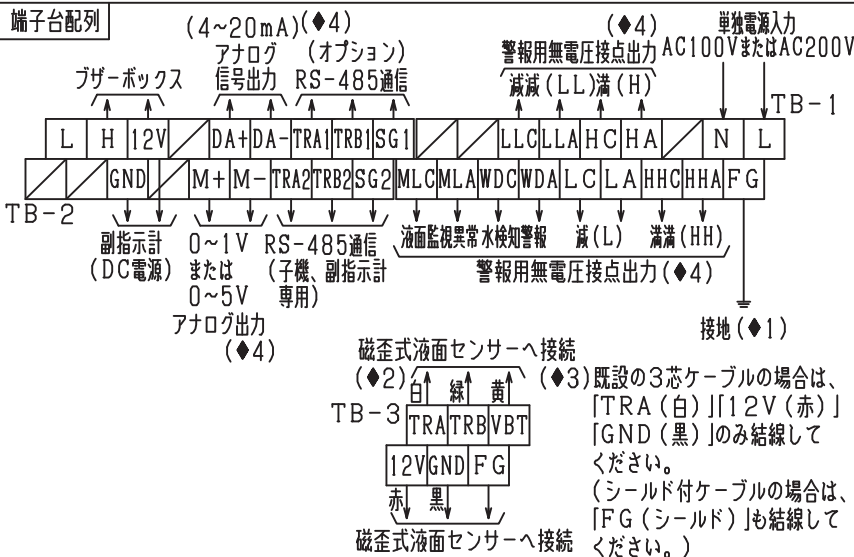 端子台配列
(4~20mA)(◆4)
アナログ
信号出力
(オプション)
RS-485通信
ブザーボックス
(◆4)
警報用無電圧接点出力
減減(LL)満(H)
単独電源入力
AC100VまたはAC200V
TB-1
L H 12V DA+ DA- TRA1 TRB1 SG1 LLC LLA HC HA N L
GND M+ M- TRA2 TRB2 SG2 MLC MLA WDC WDA LC LA HHC HHA FG
TB-2
副指示計
(DC電源)
0~1V
または
0~5V
アナログ出力
(◆4)
RS-485通信
(子機、副指示計
専用)
液面監視異常 水検知警報 減(L) 満満(HH)
警報用無電圧接点出力(◆4)
接地(◆1)
磁歪式液面センサーへ接続
(◆2) 白 緑 黄
TB-3
TRA TRB VBT
12V GND FG
赤 黒
磁歪式液面センサーへ接続
(◆3)既設の3芯ケーブルの場合は、
「TRA(白)」「12V(赤)」
「GND(黒)」のみ結線して
ください。
(シールド付ケーブルの場合は、
「FG(シールド)」も結線して
ください。)